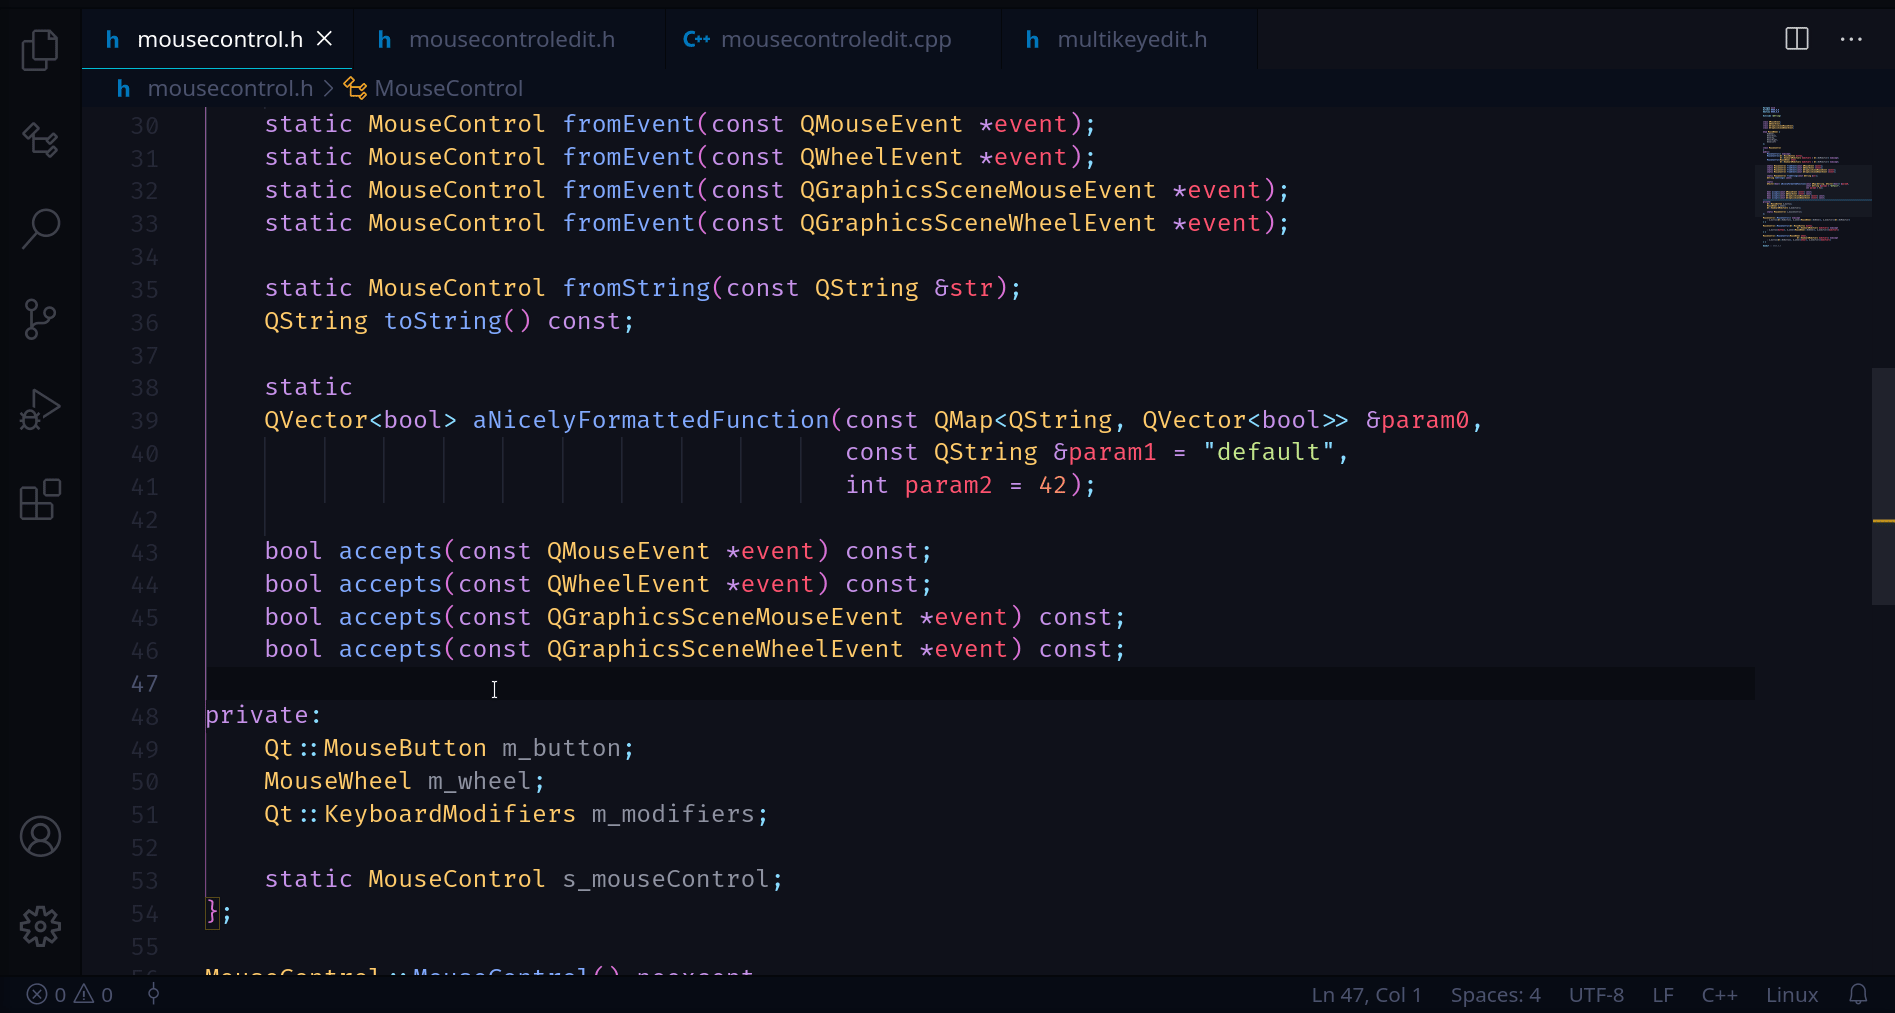 mousecontrol.h mousecontroledit.h mousecontroledit.cpp multikeyedit.h
mousecontrol.h > MouseControl
30 static MouseControl fromEvent(const QMouseEvent *event);
31 static MouseControl fromEvent(const QWheelEvent *event);
32 static MouseControl fromEvent(const QGraphicsSceneMouseEvent *event);
33 static MouseControl fromEvent(const QGraphicsSceneWheelEvent *event);
34
35 static MouseControl fromString(const QString &str);
36 QString toString() const;
37
38 static
39 QVector<bool> aNicelyFormattedFunction(const QMap<QString, QVector<bool>> &param0,
40 const QString &param1 = "default",
41 int param2 = 42);
42
43 bool accepts(const QMouseEvent *event) const;
44 bool accepts(const QWheelEvent *event) const;
45 bool accepts(const QGraphicsSceneMouseEvent *event) const;
46 bool accepts(const QGraphicsSceneWheelEvent *event) const;
47
48 private:
49 Qt::MouseButton m_button;
50 MouseWheel m_wheel;
51 Qt::KeyboardModifiers m_modifiers;
52
53 static MouseControl s_mouseControl;
54 };
55
56 MouseControl::MouseControl() noexcept
0 0 Ln 47, Col 1 Spaces: 4 UTF-8 LF C++ Linux